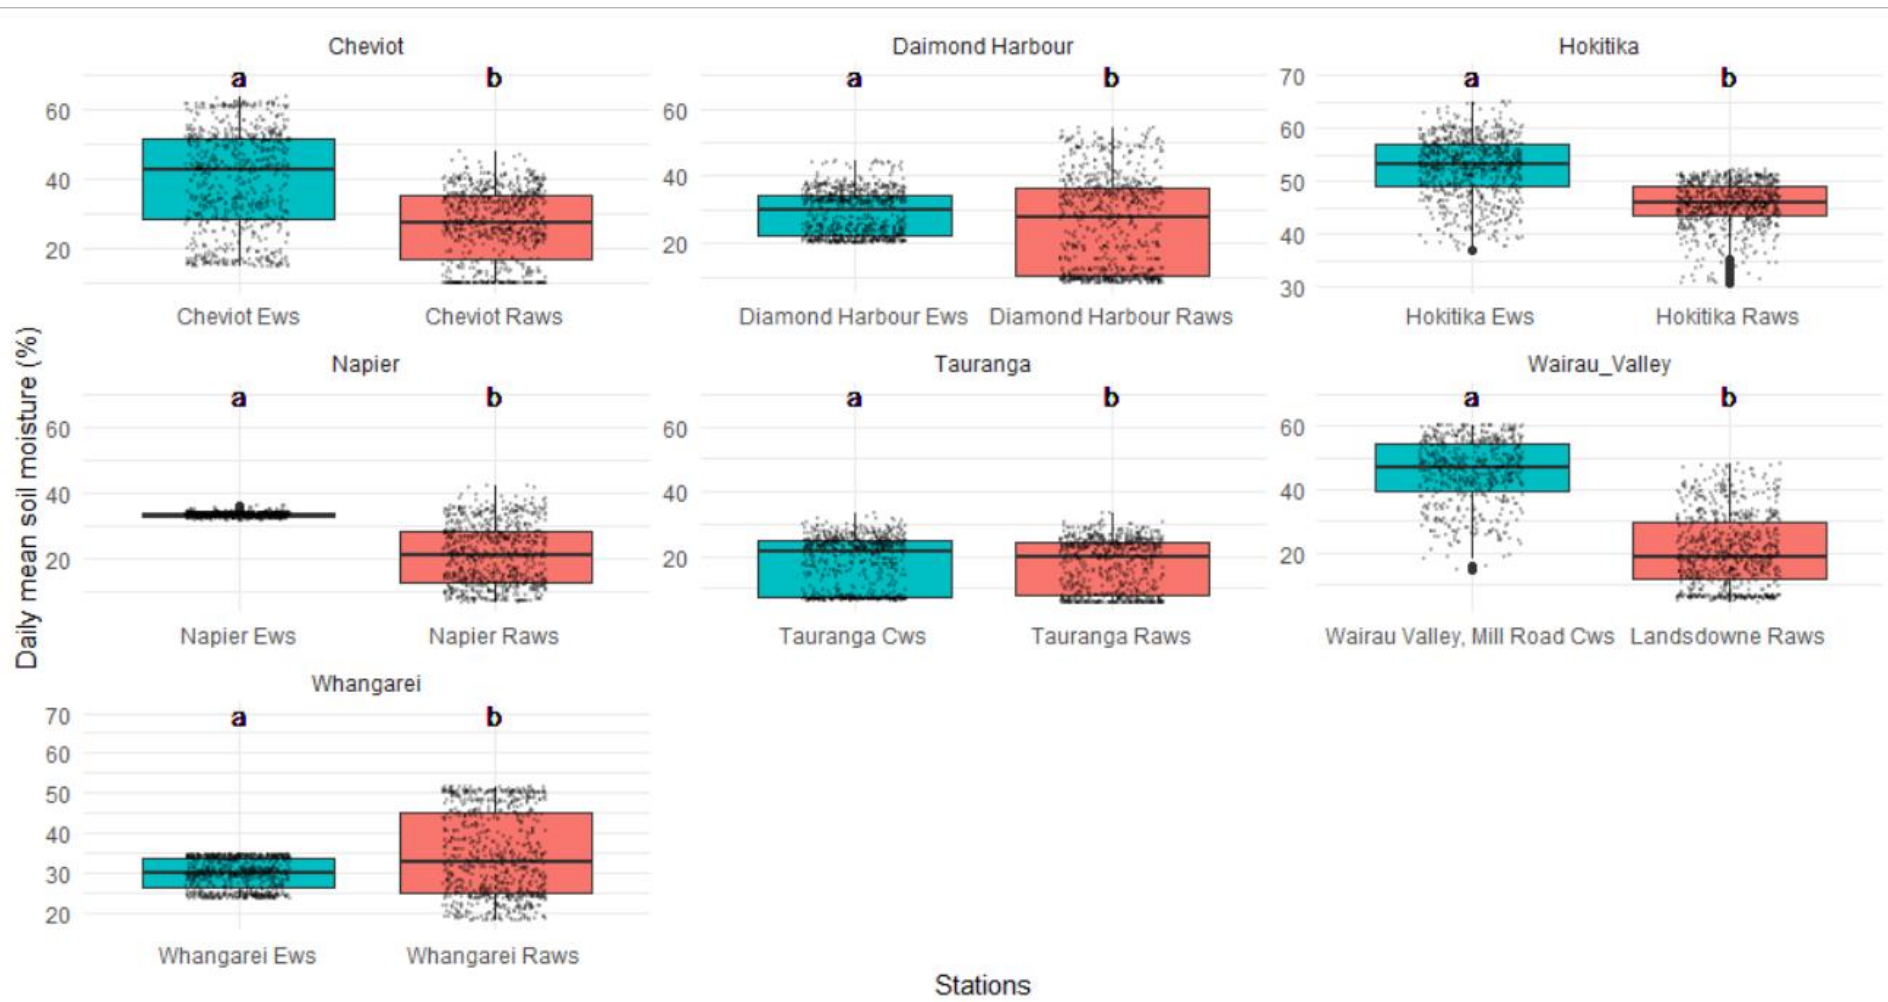 Daily mean soil moisture (%)
Cheviot
a b
60
40
20
Cheviot Ews Cheviot Raws
Daimond Harbour
a b
60
40
20
Diamond Harbour Ews Diamond Harbour Raws
Hokitika
a b
70
60
50
40
30
Hokitika Ews Hokitika Raws
Napier
a b
60
40
20
Napier Ews Napier Raws
Tauranga
a b
60
40
20
Tauranga Cws Tauranga Raws
Wairau_Valley
a b
60
40
20
Wairau Valley, Mill Road Cws Landsdowne Raws
Whangarei
a b
70
60
50
40
30
20
Whangarei Ews Whangarei Raws
Stations